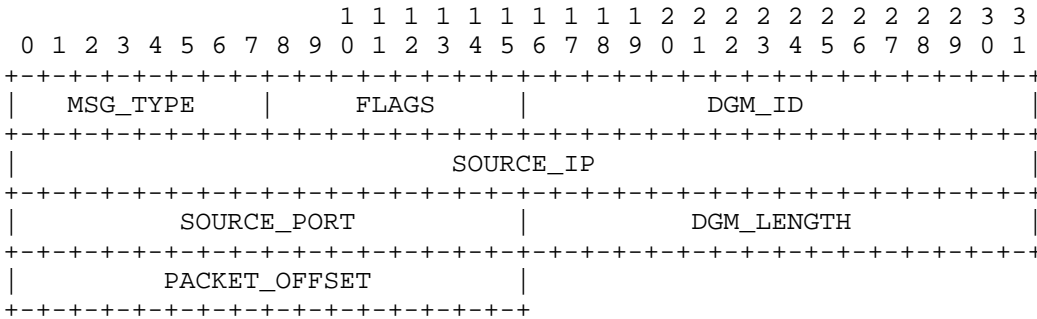 1 1 1 1 1 1 1 1 1 1 2 2 2 2 2 2 2 2 2 2 3 3
 0 1 2 3 4 5 6 7 8 9 0 1 2 3 4 5 6 7 8 9 0 1 2 3 4 5 6 7 8 9 0 1
+-+-+-+-+-+-+-+-+-+-+-+-+-+-+-+-+-+-+-+-+-+-+-+-+-+-+-+-+-+-+-+-+
|   MSG_TYPE    |     FLAGS     |           DGM_ID              |
+-+-+-+-+-+-+-+-+-+-+-+-+-+-+-+-+-+-+-+-+-+-+-+-+-+-+-+-+-+-+-+-+
|                           SOURCE_IP                           |
+-+-+-+-+-+-+-+-+-+-+-+-+-+-+-+-+-+-+-+-+-+-+-+-+-+-+-+-+-+-+-+-+
|          SOURCE_PORT          |          DGM_LENGTH           |
+-+-+-+-+-+-+-+-+-+-+-+-+-+-+-+-+-+-+-+-+-+-+-+-+-+-+-+-+-+-+-+-+
|         PACKET_OFFSET         |
+-+-+-+-+-+-+-+-+-+-+-+-+-+-+-+-+